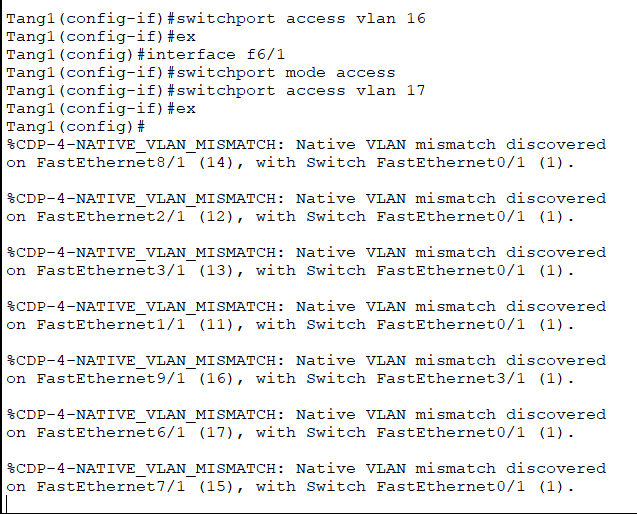 Tang1(config-if)#switchport access vlan 16
Tang1(config-if)#ex
Tang1(config)#interface f6/1
Tang1(config-if)#switchport mode access
Tang1(config-if)#switchport access vlan 17
Tang1(config-if)#ex
Tang1(config)#
%CDP-4-NATIVE_VLAN_MISMATCH: Native VLAN mismatch discovered
on FastEthernet8/1 (14), with Switch FastEthernet0/1 (1).
%CDP-4-NATIVE_VLAN_MISMATCH: Native VLAN mismatch discovered
on FastEthernet2/1 (12), with Switch FastEthernet0/1 (1).
%CDP-4-NATIVE_VLAN_MISMATCH: Native VLAN mismatch discovered
on FastEthernet3/1 (13), with Switch FastEthernet0/1 (1).
%CDP-4-NATIVE_VLAN_MISMATCH: Native VLAN mismatch discovered
on FastEthernet1/1 (11), with Switch FastEthernet0/1 (1).
%CDP-4-NATIVE_VLAN_MISMATCH: Native VLAN mismatch discovered
on FastEthernet9/1 (16), with Switch FastEthernet3/1 (1).
%CDP-4-NATIVE_VLAN_MISMATCH: Native VLAN mismatch discovered
on FastEthernet6/1 (17), with Switch FastEthernet0/1 (1).
%CDP-4-NATIVE_VLAN_MISMATCH: Native VLAN mismatch discovered
on FastEthernet7/1 (15), with Switch FastEthernet0/1 (1).